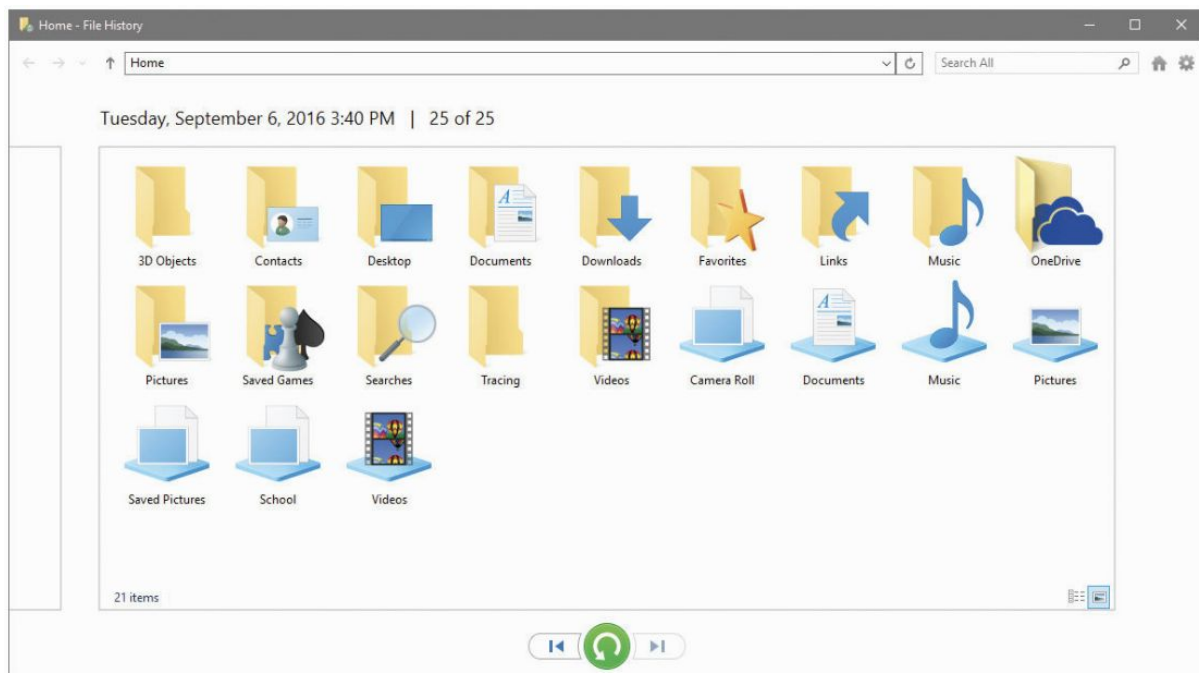 Home - File History
Home
Search All
Tuesday, September 6, 2016 3:40 PM | 25 of 25
3D Objects Contacts Desktop Documents Downloads Favorites Links Music OneDrive
Pictures Saved Games Searches Tracing Videos Camera Roll Documents Music Pictures
Saved Pictures School Videos
21 items